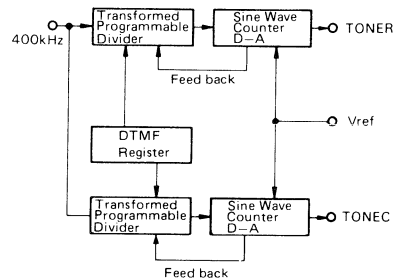 Transformed
Programmable
Divider
Sine Wave
Counter
D-A
TONER
400kHz
Feed back
Vref
DTMF
Register
Transformed
Programmable
Divider
Sine Wave
Counter
D-A
TONEC
Feed back